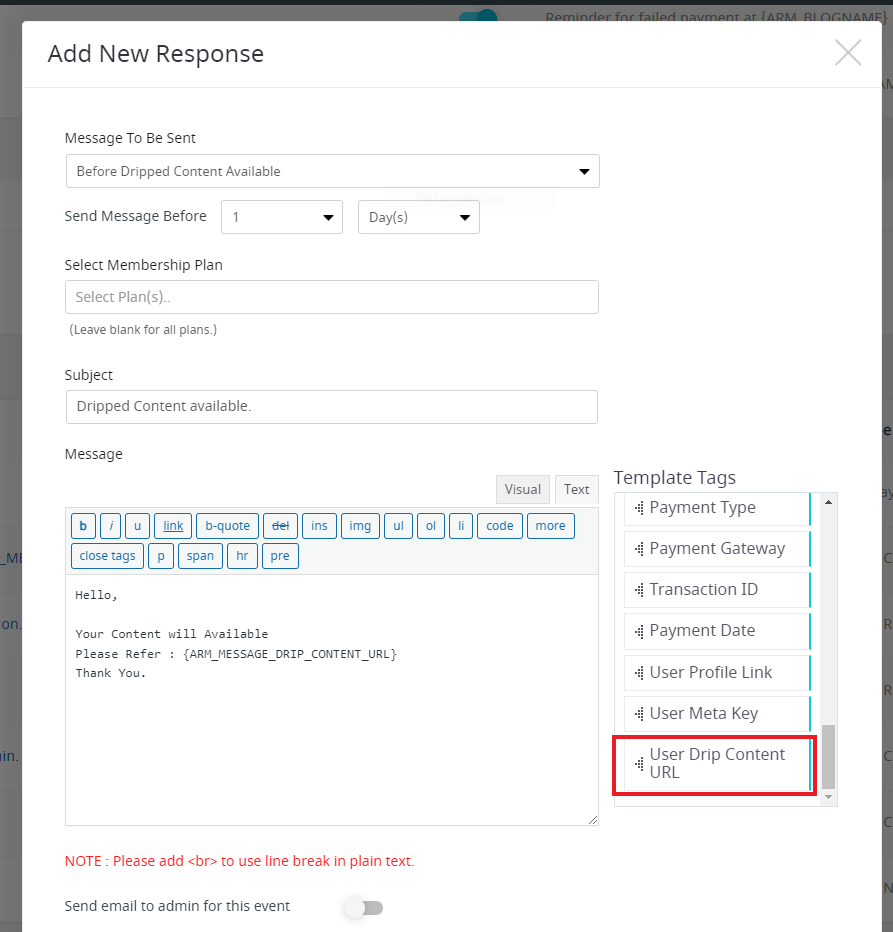 Reminder for failed payment at {ARM_BLOGNAME}
Add New Response
Message To Be Sent
Before Dripped Content Available
Send Message Before 1 Day(s)
Select Membership Plan
Select Plan(s)..
(Leave blank for all plans.)
Subject
Dripped Content available.
Message
Visual Text
b i u link b-quote del ins img ul ol li code more
close tags p span hr pre
Hello,
Your Content will Available
Please Refer : {ARM_MESSAGE_DRIP_CONTENT_URL}
Thank You.
Template Tags
Payment Type
Payment Gateway
Transaction ID
Payment Date
User Profile Link
User Meta Key
User Drip Content
URL
NOTE : Please add <br> to use line break in plain text.
Send email to admin for this event